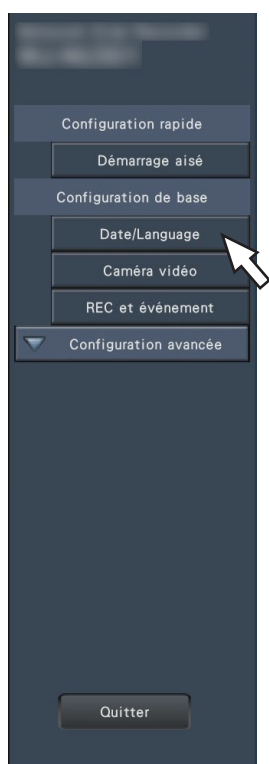 Configuration rapide
Démarrage aisé
Configuration de base
Date/Language
Caméra vidéo
REC et événement
Configuration avancée
Quitter